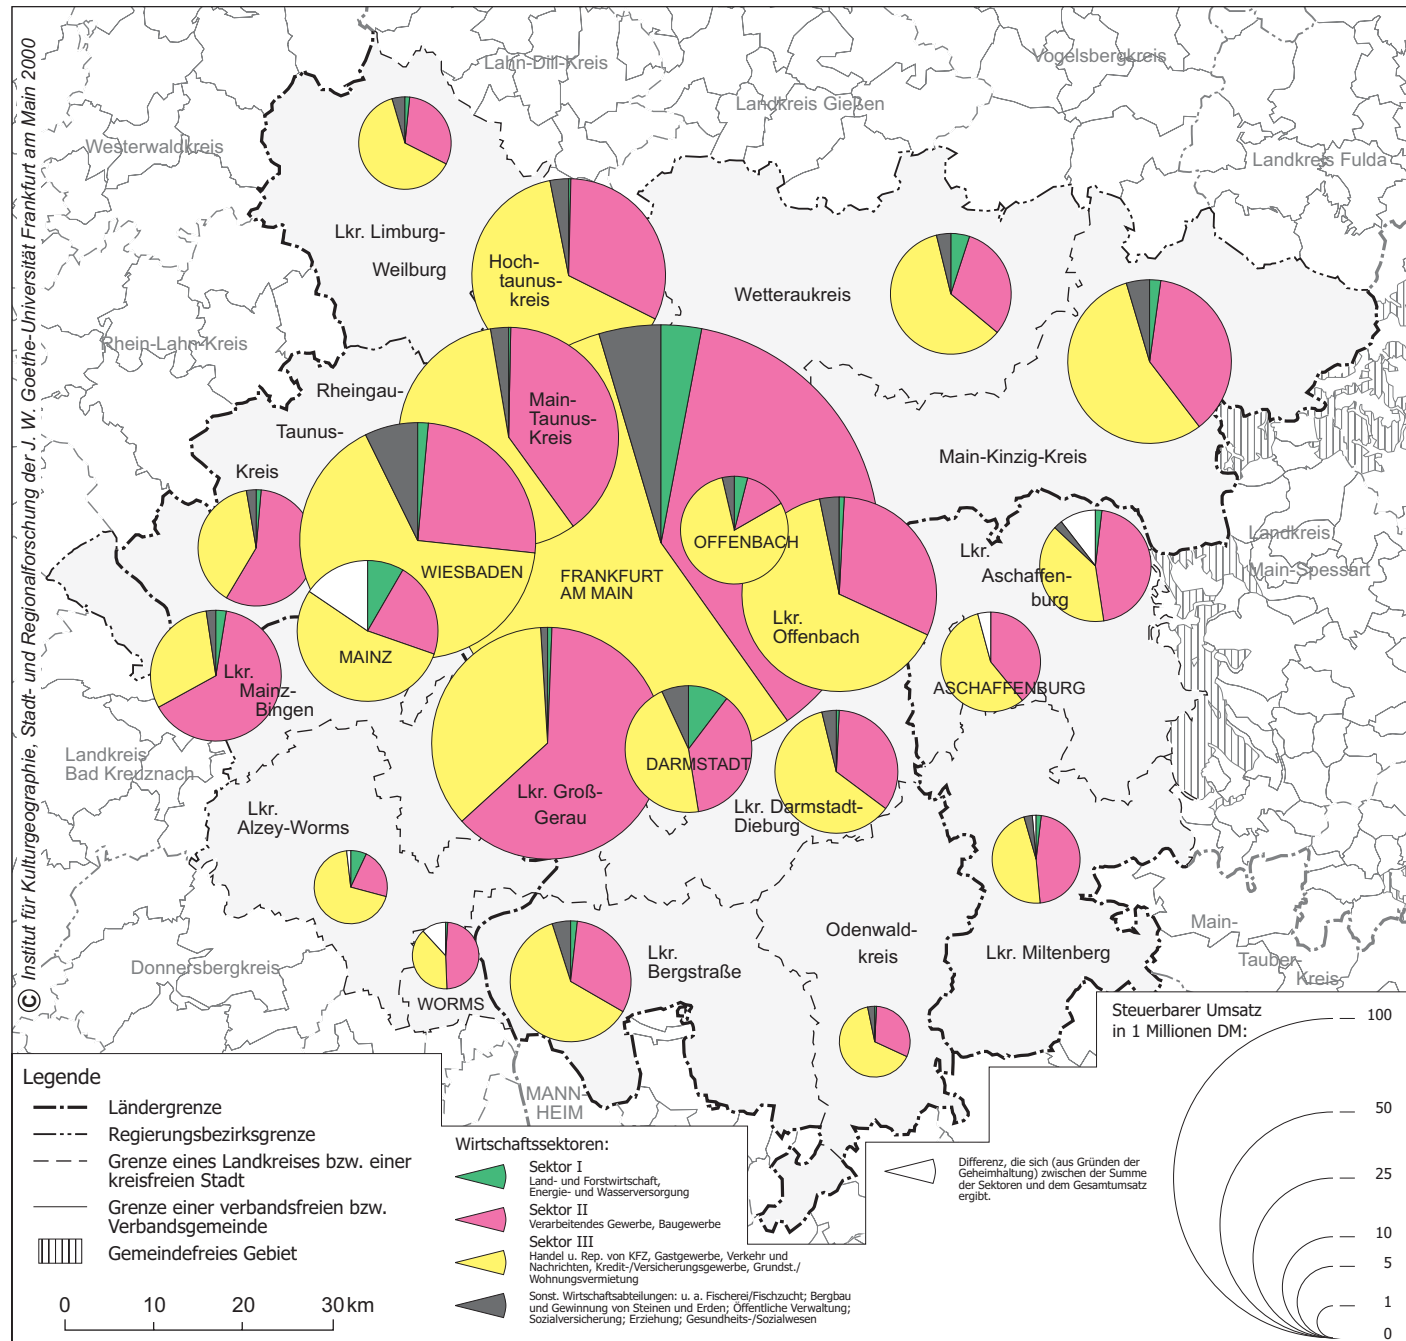 © Institut für Kulturgeographie, Stadt- und Regionalforschung der J. W. Goethe-Universität Frankfurt am Main 2000
Lahn-Dill-Kreis
Vogelsbergkreis
Landkreis Gießen
Westerwaldkreis
Landkreis Fulda
Lkr. Limburg-
Weilburg
Hoch-
taunus-
kreis
Wetteraukreis
Rhein-Lahn-Kreis
Rheingau-
Taunus-
Kreis
Main-
Taunus-
Kreis
Main-Kinzig-Kreis
OFFENBACH
WIESBADEN
FRANKFURT
AM MAIN
Lkr.
Aschaffen-
burg
Landkreis
Main-Spessart
Lkr.
Offenbach
MAINZ
Lkr.
Mainz-
Bingen
ASCHAFFENBURG
Landkreis
Bad Kreuznach
DARMSTADT
Lkr. Groß-
Gerau
Lkr. Darmstadt-
Dieburg
Lkr.
Alzey-Worms
Odenwald-
kreis
Lkr. Miltenberg
Main-
Tauber-
Kreis
Donnersbergkreis
WORMS
Lkr.
Bergstraße
MANN-
HEIM
Steuerbarer Umsatz
in 1 Millionen DM:
100
50
25
10
5
1
0
Legende
Ländergrenze
Regierungsbezirksgrenze
Grenze eines Landkreises bzw. einer
kreisfreien Stadt
Grenze einer verbandsfreien bzw.
Verbandsgemeinde
Gemeindefreies Gebiet
0 10 20 30 km
Wirtschaftssektoren:
Sektor I
Land- und Forstwirtschaft,
Energie- und Wasserversorgung
Sektor II
Verarbeitendes Gewerbe, Baugewerbe
Sektor III
Handel u. Rep. von KFZ, Gastgewerbe, Verkehr und
Nachrichten, Kredit-/Versicherungsgewerbe, Grundst./
Wohnungsvermietung
Sonst. Wirtschaftsabteilungen: u. a. Fischerei/Fischzucht; Bergbau
und Gewinnung von Steinen und Erden; Öffentliche Verwaltung;
Sozialversicherung; Erziehung; Gesundheits-/Sozialwesen
Differenz, die sich (aus Gründen der
Geheimhaltung) zwischen der Summe
der Sektoren und dem Gesamtumsatz
ergibt.